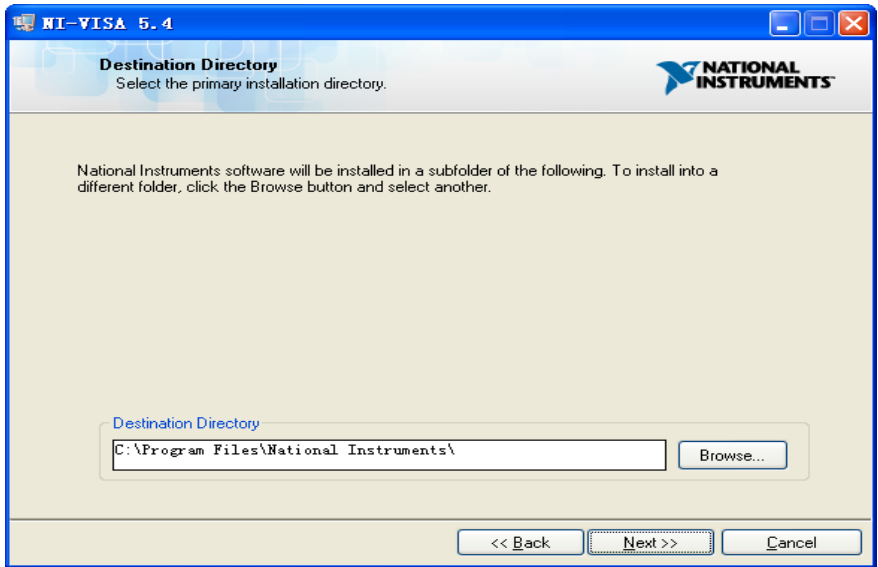 NI-VISA 5.4
Destination Directory
Select the primary installation directory.
NATIONAL
INSTRUMENTS™
National Instruments software will be installed in a subfolder of the following. To install into a
different folder, click the Browse button and select another.
Destination Directory
C:\Program Files\National Instruments\
Browse...
<< Back
Next >>
Cancel